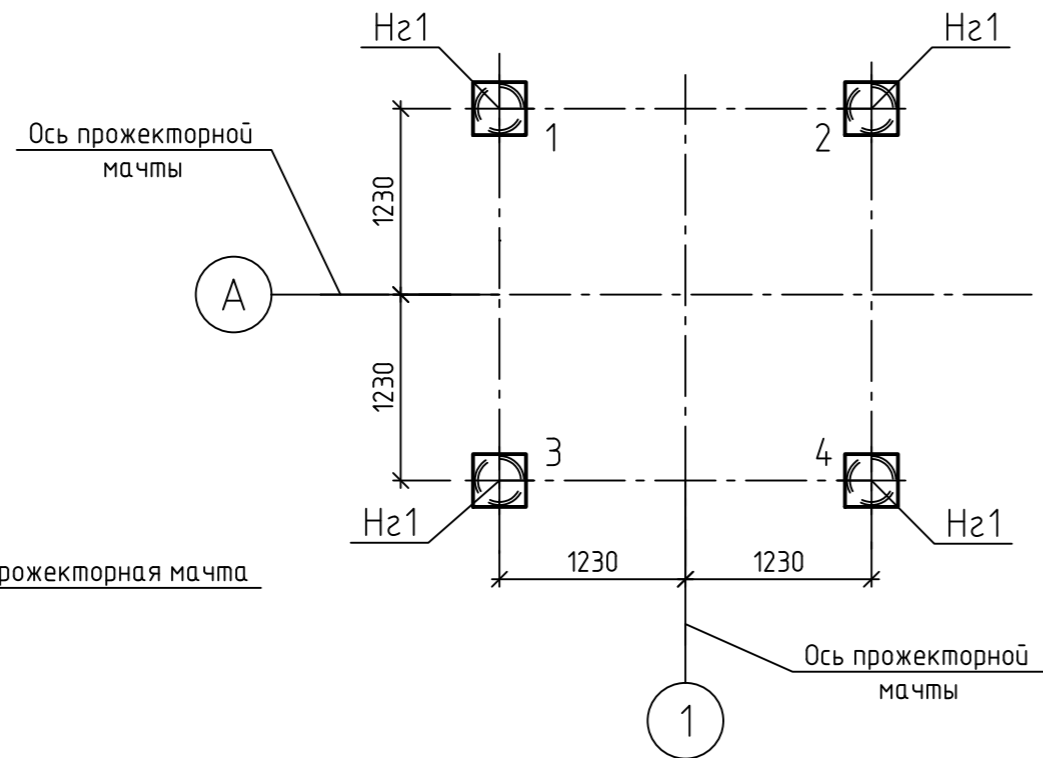 Нг1
Нг1
Ось прожекторной
мачты
1
2
1230
А
1230
3
4
Нг1
Нг1
1230
1230
рожекторная мачта
Ось прожекторной
мачты
1